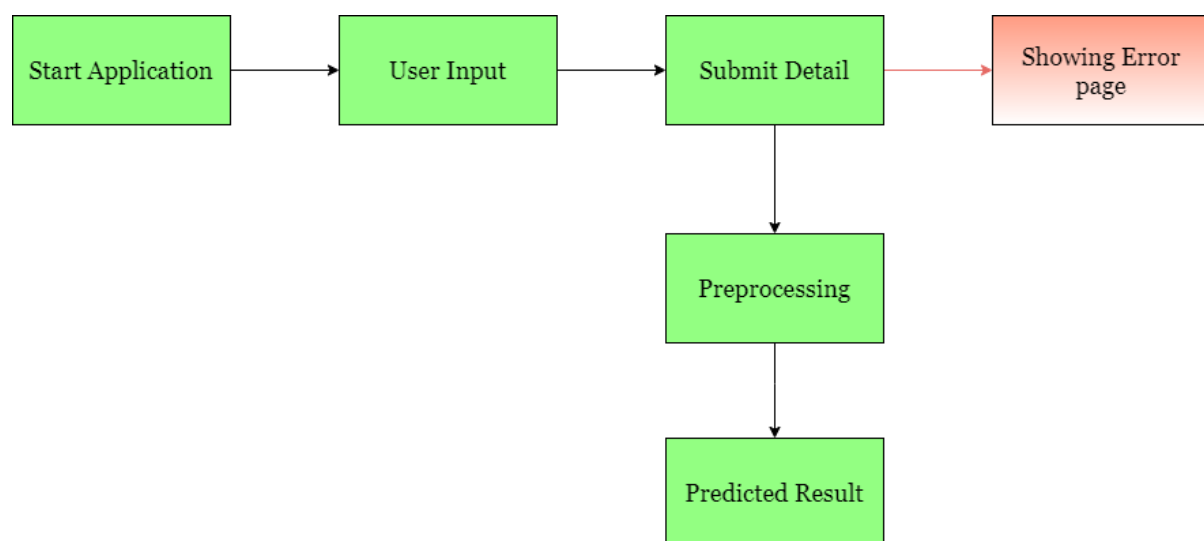 Start Application
User Input
Submit Detail
Showing Error
page
Preprocessing
Predicted Result